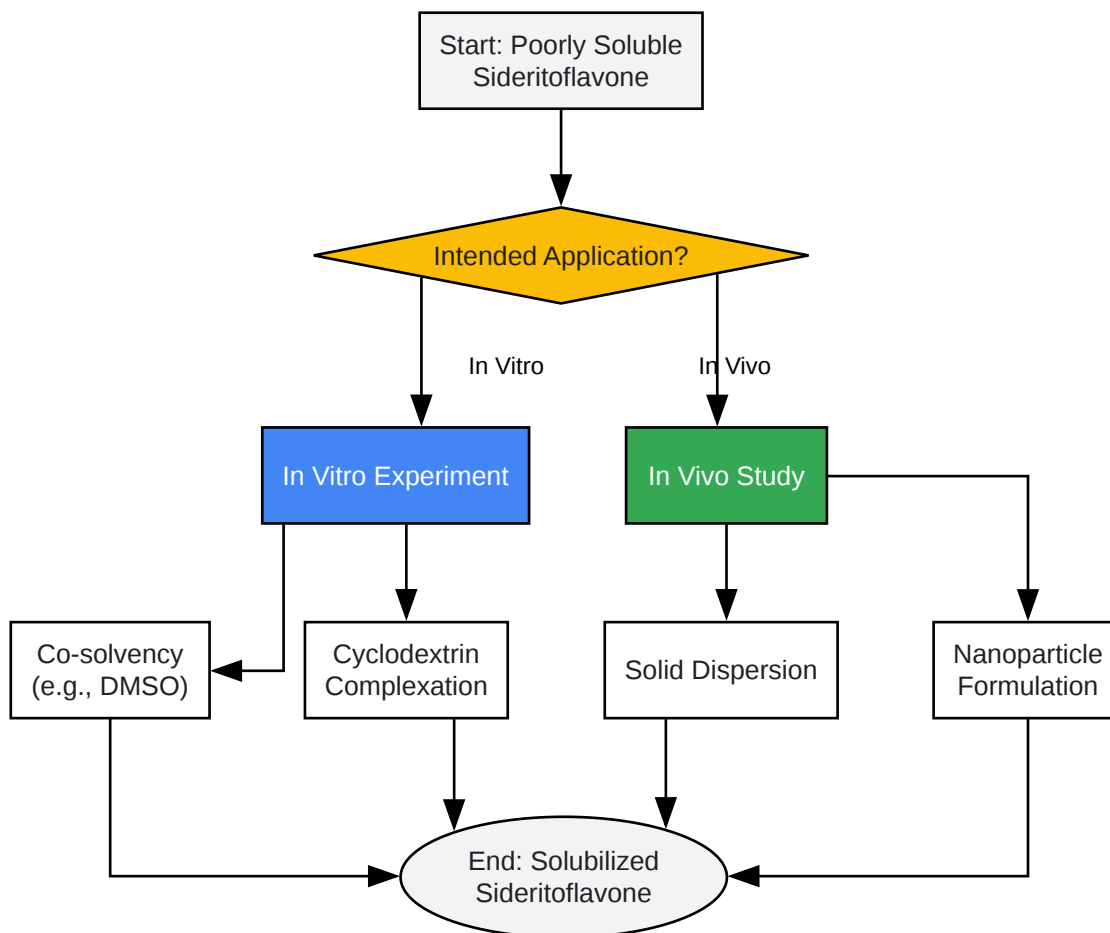 Start: Poorly Soluble
Sideritoflavone
Intended Application?
In Vitro
In Vivo
In Vitro Experiment
In Vivo Study
Co-solvency
(e.g., DMSO)
Cyclodextrin
Complexation
Solid Dispersion
Nanoparticle
Formulation
End: Solubilized
Sideritoflavone